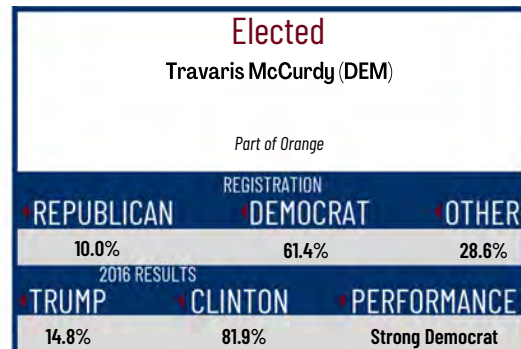 Elected
Travaris McCurdy (DEM)
Part of Orange
REGISTRATION
REPUBLICAN DEMOCRAT OTHER
10.0% 61.4% 28.6%
2016 RESULTS
TRUMP CLINTON PERFORMANCE
14.8% 81.9% Strong Democrat